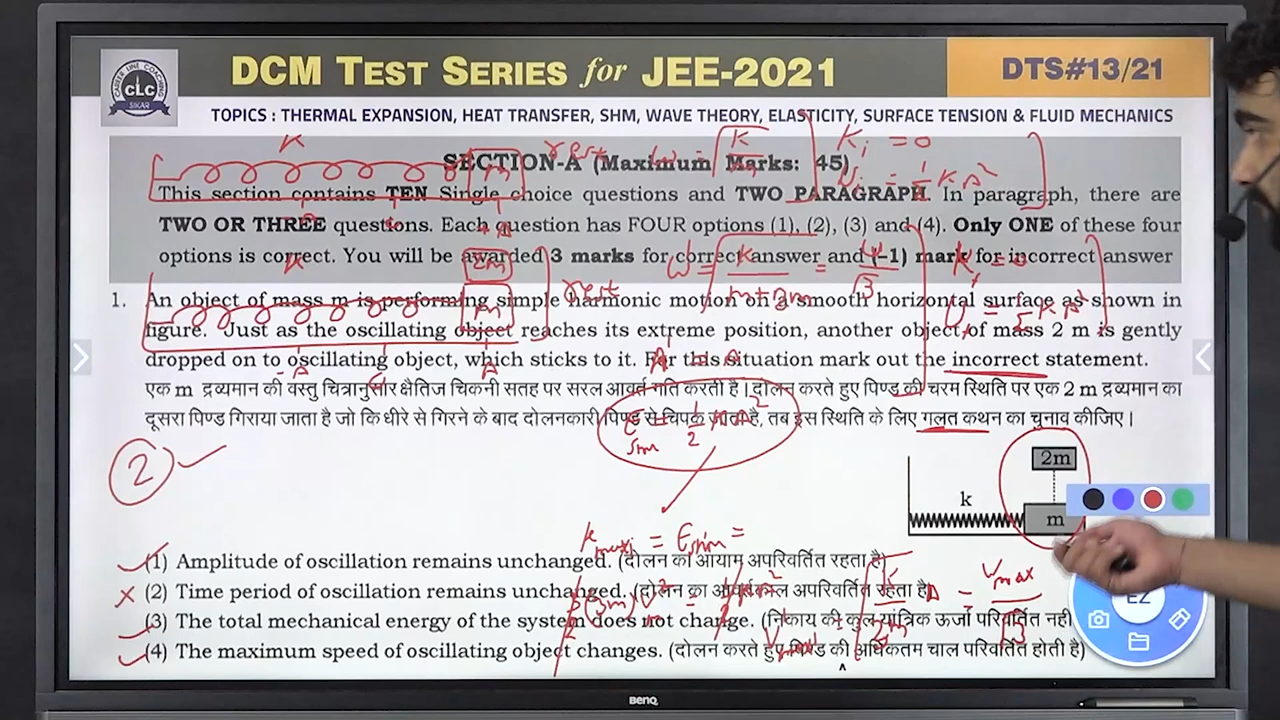 CAREER LINE COACHING
CLC
SIKAR
DCM TEST SERIES for JEE-2021
DTS#13/21
TOPICS : THERMAL EXPANSION, HEAT TRANSFER, SHM, WAVE THEORY, ELASTICITY, SURFACE TENSION & FLUID MECHANICS
SECTION-A (Maximum Marks: 45)
This section contains TEN Single choice questions and TWO PARAGRAPH. In paragraph, there are
TWO OR THREE questions. Each question has FOUR options (1), (2), (3) and (4). Only ONE of these four
options is correct. You will be awarded 3 marks for correct answer and (–1) mark for incorrect answer
1. An object of mass m is performing simple harmonic motion on a smooth horizontal surface as shown in
figure. Just as the oscillating object reaches its extreme position, another object of mass 2 m is gently
dropped on to oscillating object, which sticks to it. For this situation mark out the incorrect statement.
एक m द्रव्यमान की वस्तु चित्रानुसार क्षैतिज चिकनी सतह पर सरल आवर्त गति करती है। दोलन करते हुए पिण्ड की चरम स्थिति पर एक 2 m द्रव्यमान का
दूसरा पिण्ड गिराया जाता है जो कि धीरे से गिरने के बाद दोलनकारी पिण्ड से चिपक जाता है, तब इस स्थिति के लिए गलत कथन का चुनाव कीजिए।
2
2m
k
m
(1) Amplitude of oscillation remains unchanged. (दोलन का आयाम अपरिवर्तित रहता है)
(2) Time period of oscillation remains unchanged. (दोलन का आवर्तकाल अपरिवर्तित रहता है)
(3) The total mechanical energy of the system does not change. (निकाय की कुल यांत्रिक ऊर्जा परिवर्तित नही
(4) The maximum speed of oscillating object changes. (दोलन करते हुए पिण्ड की अधिकतम चाल परिवर्तित होती है)
EZ
BenQ